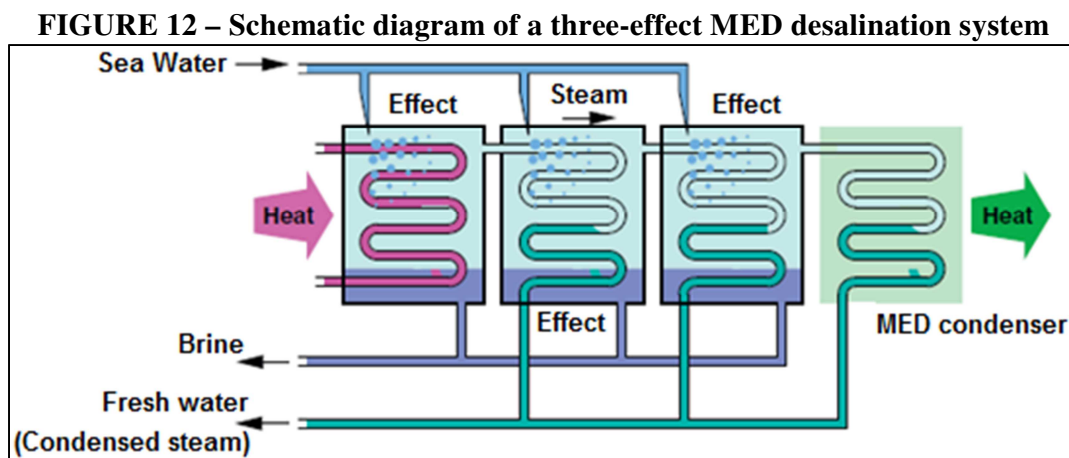 FIGURE 12 – Schematic diagram of a three-effect MED desalination system
Sea Water
Effect
Steam
Effect
Heat
Heat
Effect
MED condenser
Brine
Fresh water
(Condensed steam)